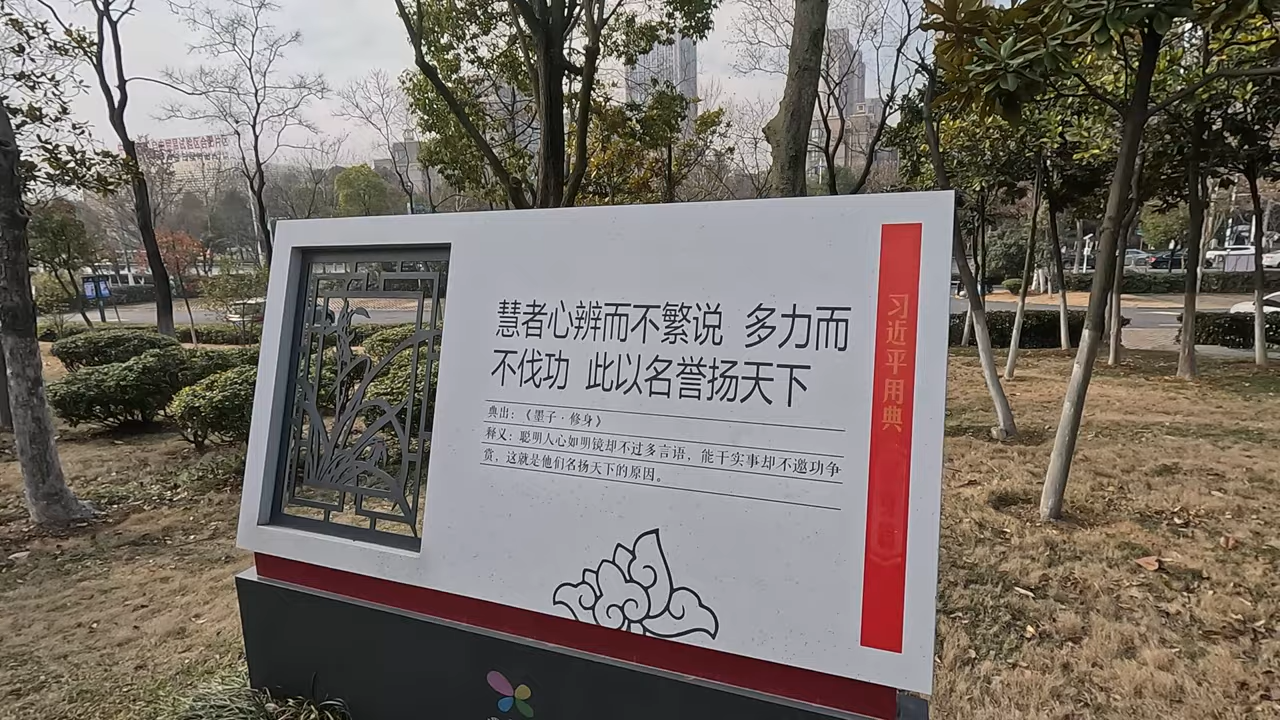 慧者心辨而不繁说 多力而
不伐功 此以名誉扬天下
典出：《墨子·修身》
释义：聪明人心如明镜却不过多言语，能干实事却不邀功争
赏，这就是他们名扬天下的原因。
习近平用典